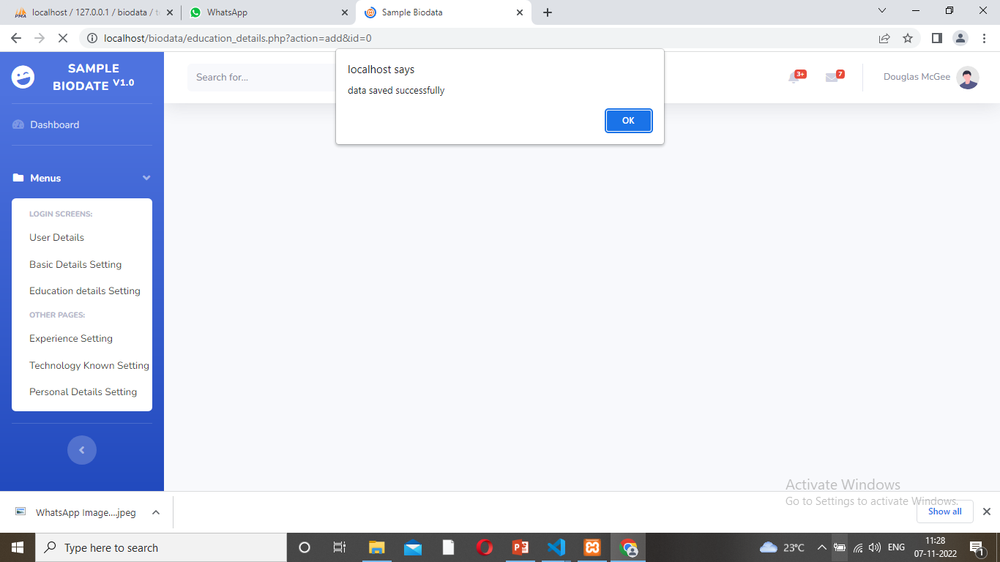 localhost / 127.0.0.1 / biodata / t
WhatsApp
Sample Biodata
localhost/biodata/education_details.php?action=add&id=0
SAMPLE
BIODATE V1.0
Search for...
localhost says
data saved successfully
OK
3+
7
Douglas McGee
Dashboard
Menus
LOGIN SCREENS:
User Details
Basic Details Setting
Education details Setting
OTHER PAGES:
Experience Setting
Technology Known Setting
Personal Details Setting
Activate Windows
Go to Settings to activate Windows.
WhatsApp Image....jpeg
Show all
Type here to search
23°C
ENG
11:28
07-11-2022
1